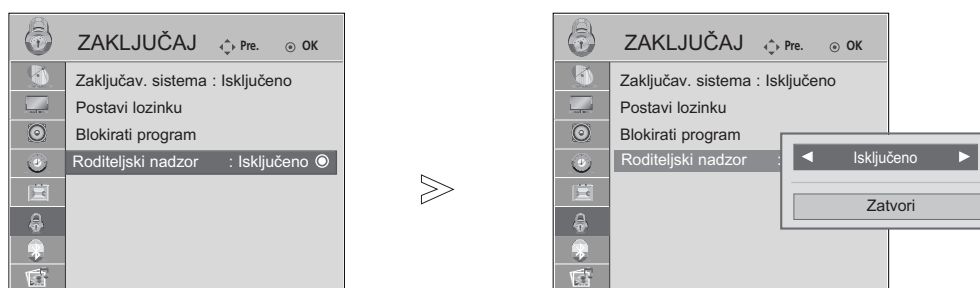 ZAKLJUČAJ Pre. OK
Zaključav. sistema : Isključeno
Postavi lozinku
Blokirati program
Roditeljski nadzor : Isključeno
ZAKLJUČAJ Pre. OK
Zaključav. sistema : Isključeno
Postavi lozinku
Blokirati program
Roditeljski nadzor :
Isključeno
Zatvori